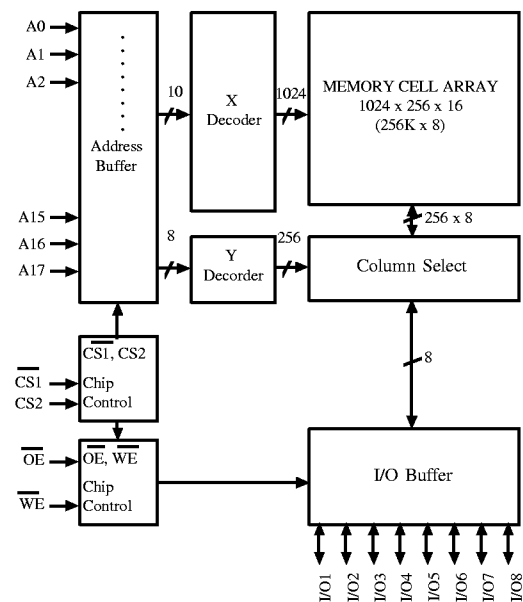 A0
A1
A2
A15
A16
A17
Address
Buffer
10
X
Decoder
1024
MEMORY CELL ARRAY
1024 x 256 x 16
(256K x 8)
256 x 8
8
Y
Decorder
256
Column Select
CS1, CS2
Chip
Control
CS1
CS2
8
OE, WE
Chip
Control
OE
WE
I/O Buffer
I/O1
I/O2
I/O3
I/O4
I/O5
I/O6
I/O7
I/O8